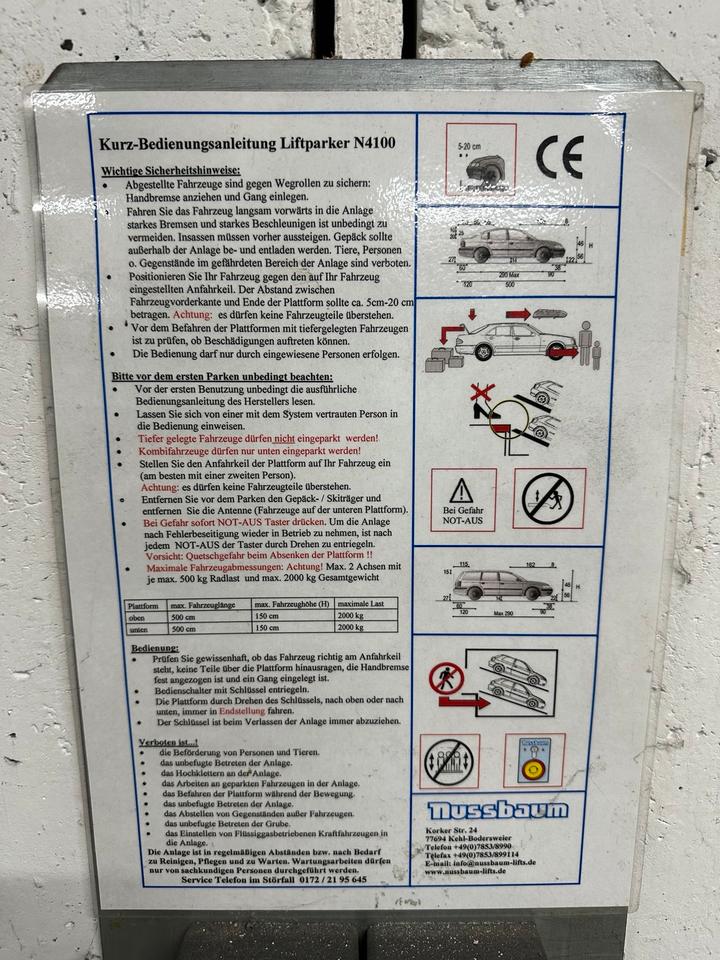 Kurz-Bedienungsanleitung Liftparker N4100
Wichtige Sicherheitshinweise:
Abgestellte Fahrzeuge sind gegen Wegrollen zu sichern:
Handbremse anziehen und Gang einlegen.
Fahren Sie das Fahrzeug langsam vorwärts in die Anlage
starkes Bremsen und starkes Beschleunigen ist unbedingt zu
vermeiden. Insassen müssen vorher aussteigen. Gepäck sollte
außerhalb der Anlage be- und entladen werden. Tiere, Personen
o. Gegenstände im gefährdeten Bereich der Anlage sind verboten.
Positionieren Sie Ihr Fahrzeug gegen den auf Ihr Fahrzeug
eingestellten Anfahrkeil. Der Abstand zwischen
Fahrzeugvorderkante und Ende der Plattform sollte ca. 5cm-20 cm
betragen. Achtung: es dürfen keine Fahrzeugteile überstehen.
Vor dem Befahren der Plattformen mit tiefergelegten Fahrzeugen
ist zu prüfen, ob Beschädigungen auftreten können.
Die Bedienung darf nur durch eingewiesene Personen erfolgen.
Bitte vor dem ersten Parken unbedingt beachten:
Vor der ersten Benutzung unbedingt die ausführliche
Bedienungsanleitung des Herstellers lesen.
Lassen Sie sich von einer mit dem System vertrauten Person in
die Bedienung einweisen.
Tiefer gelegte Fahrzeuge dürfen nicht eingeparkt werden!
Kombifahrzeuge dürfen nur unten eingeparkt werden!
Stellen Sie den Anfahrkeil der Plattform auf Ihr Fahrzeug ein
(am besten mit einer zweiten Person).
Achtung: es dürfen keine Fahrzeugteile überstehen.
Entfernen Sie vor dem Parken den Gepäck- / Skiträger und
entfernen Sie die Antenne (Fahrzeuge auf der unteren Plattform).
Bei Gefahr sofort NOT-AUS Taster drücken. Um die Anlage
nach Fehlerbeseitigung wieder in Betrieb zu nehmen, ist nach
jedem NOT-AUS der Taster durch Drehen zu entriegeln.
Vorsicht: Quetschgefahr beim Absenken der Plattform !!
Maximale Fahrzeugabmessungen: Achtung! Max. 2 Achsen mit
je max. 500 kg Radlast und max. 2000 kg Gesamtgewicht
Plattform max. Fahrzeuglänge max. Fahrzeughöhe (H) maximale Last
oben 500 cm 150 cm 2000 kg
unten 500 cm 150 cm 2000 kg
Bedienung:
Prüfen Sie gewissenhaft, ob das Fahrzeug richtig am Anfahrkeil
steht, keine Teile über die Plattform hinausragen, die Handbremse
fest angezogen ist und ein Gang eingelegt ist.
Bedienschalter mit Schlüssel entriegeln.
Die Plattform durch Drehen des Schlüssels, nach oben oder nach
unten, immer in Endstellung fahren.
Der Schlüssel ist beim Verlassen der Anlage immer abzuziehen.
Verboten ist...!
die Beförderung von Personen und Tieren.
das unbefugte Betreten der Anlage.
das Hochklettern an der Anlage.
das Arbeiten an geparkten Fahrzeugen in der Anlage.
das Befahren der Plattform während der Bewegung.
das unbefugte Betreten der Anlage.
das Abstellen von Gegenständen außer Fahrzeugen.
das unbefugte Betreten der Grube.
das Einstellen von Flüssiggasbetriebenen Kraftfahrzeugen in
die Anlage.
Die Anlage ist in regelmäßigen Abständen bzw. nach Bedarf
zu Reinigen, Pflegen und zu Warten. Wartungsarbeiten dürfen
nur von sachkundigen Personen durchgeführt werden.
Service Telefon im Störfall 0172 / 21 95 645
5-20 cm
CE
H
290 Max
120 500
Bei Gefahr
NOT-AUS
115 162 8
H
60 90
120 Max 290
Nussbaum
Nussbaum
Korker Str. 24
77694 Kehl-Bodersweier
Telefon +49(0)7853/8990
Telefax +49(0)7853/899114
E-mail: info@nussbaum-lifts.de
www.nussbaum-lifts.de